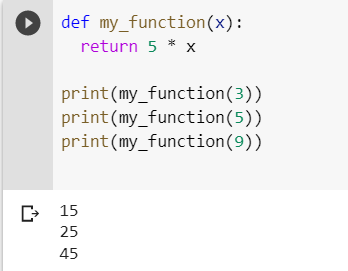 def my_function(x):
  return 5 * x

print(my_function(3))
print(my_function(5))
print(my_function(9))

15
25
45